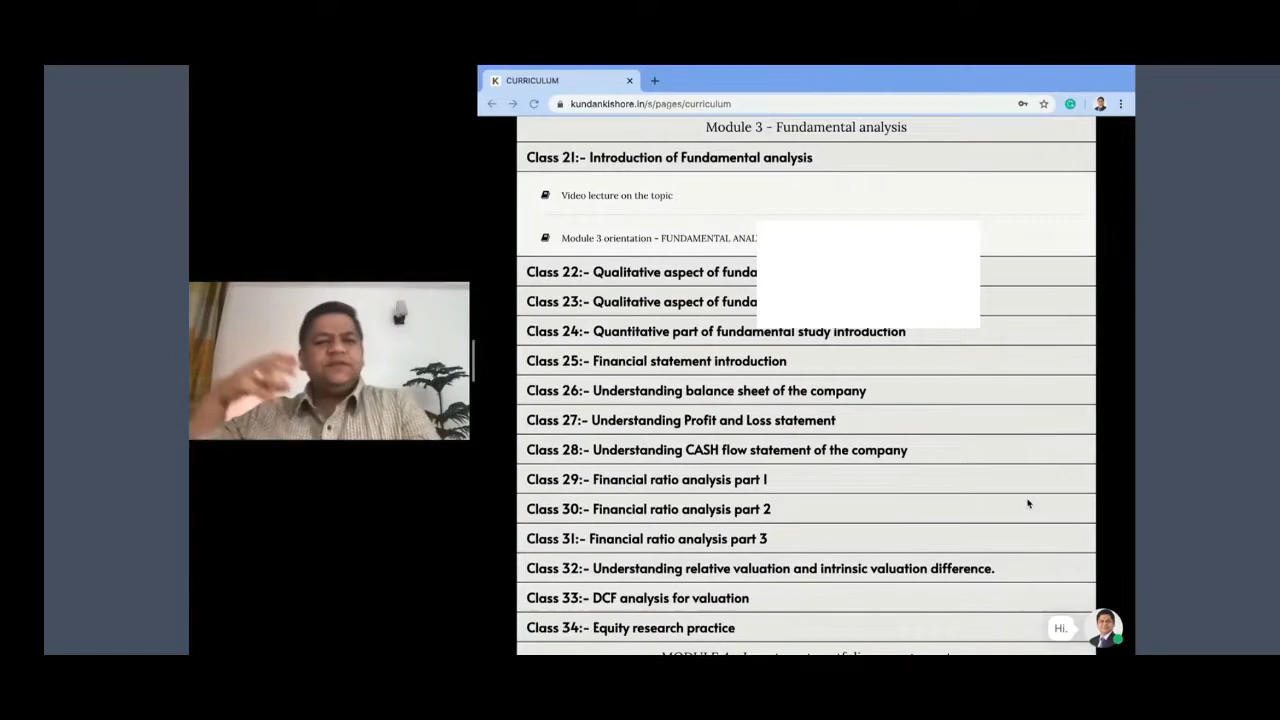 K CURRICULUM
kundankishore.in/s/pages/curriculum
Module 3 - Fundamental analysis
Class 21:- Introduction of Fundamental analysis
Video lecture on the topic
Module 3 orientation - FUNDAMENTAL
Class 22:- Qualitative aspect of
Class 23:- Qualitative aspect of
Class 24:- Quantitative part of fundamental study introduction
Class 25:- Financial statement introduction
Class 26:- Understanding balance sheet of the company
Class 27:- Understanding Profit and Loss statement
Class 28:- Understanding CASH flow statement of the company
Class 29:- Financial ratio analysis part 1
Class 30:- Financial ratio analysis part 2
Class 31:- Financial ratio analysis part 3
Class 32:- Understanding relative valuation and intrinsic valuation difference.
Class 33:- DCF analysis for valuation
Class 34:- Equity research practice
Hi.